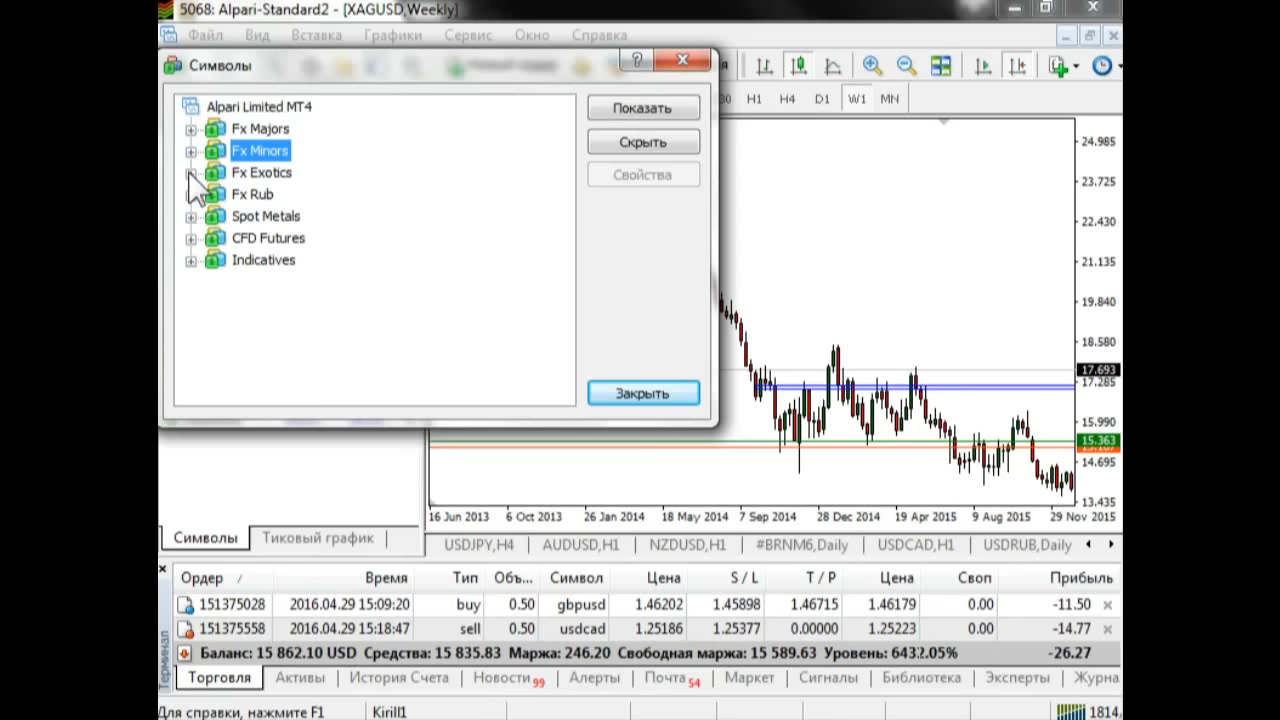 5068: Alpari-Standard2 - [XAGUSD,Weekly]
Файл Вид Вставка Графики Сервис Окно Справка
Символы
Alpari Limited MT4
Fx Majors
Fx Minors
Fx Exotics
Fx Rub
Spot Metals
CFD Futures
Indicatives
Показать
Скрыть
Свойства
Закрыть
30 H1 H4 D1 W1 MN
24.985
23.725
22.430
21.135
19.840
18.580
17.693
17.285
15.990
15.363
14.695
13.435
16 Jun 2013 6 Oct 2013 26 Jan 2014 18 May 2014 7 Sep 2014 28 Dec 2014 19 Apr 2015 9 Aug 2015 29 Nov 2015
Символы Тиковый график
USDJPY,H4 AUDUSD,H1 NZDUSD,H1 #BRNM6,Daily USDCAD,H1 USDRUB,Daily
Ордер / Время Тип Объ... Символ Цена S / L T / P Цена Своп Прибыль
151375028 2016.04.29 15:09:20 buy 0.50 gbpusd 1.46202 1.45898 1.46715 1.46179 0.00 -11.50
151375558 2016.04.29 15:18:47 sell 0.50 usdcad 1.25186 1.25377 0.00000 1.25223 0.00 -14.77
Баланс: 15 862.10 USD Средства: 15 835.83 Маржа: 246.20 Свободная маржа: 15 589.63 Уровень: 6432.05% -26.27
Терминал
Торговля Активы История Счета Новости 99 Алерты Почта 54 Маркет Сигналы Библиотека Эксперты Журна
Для справки, нажмите F1 Kirill1 1814